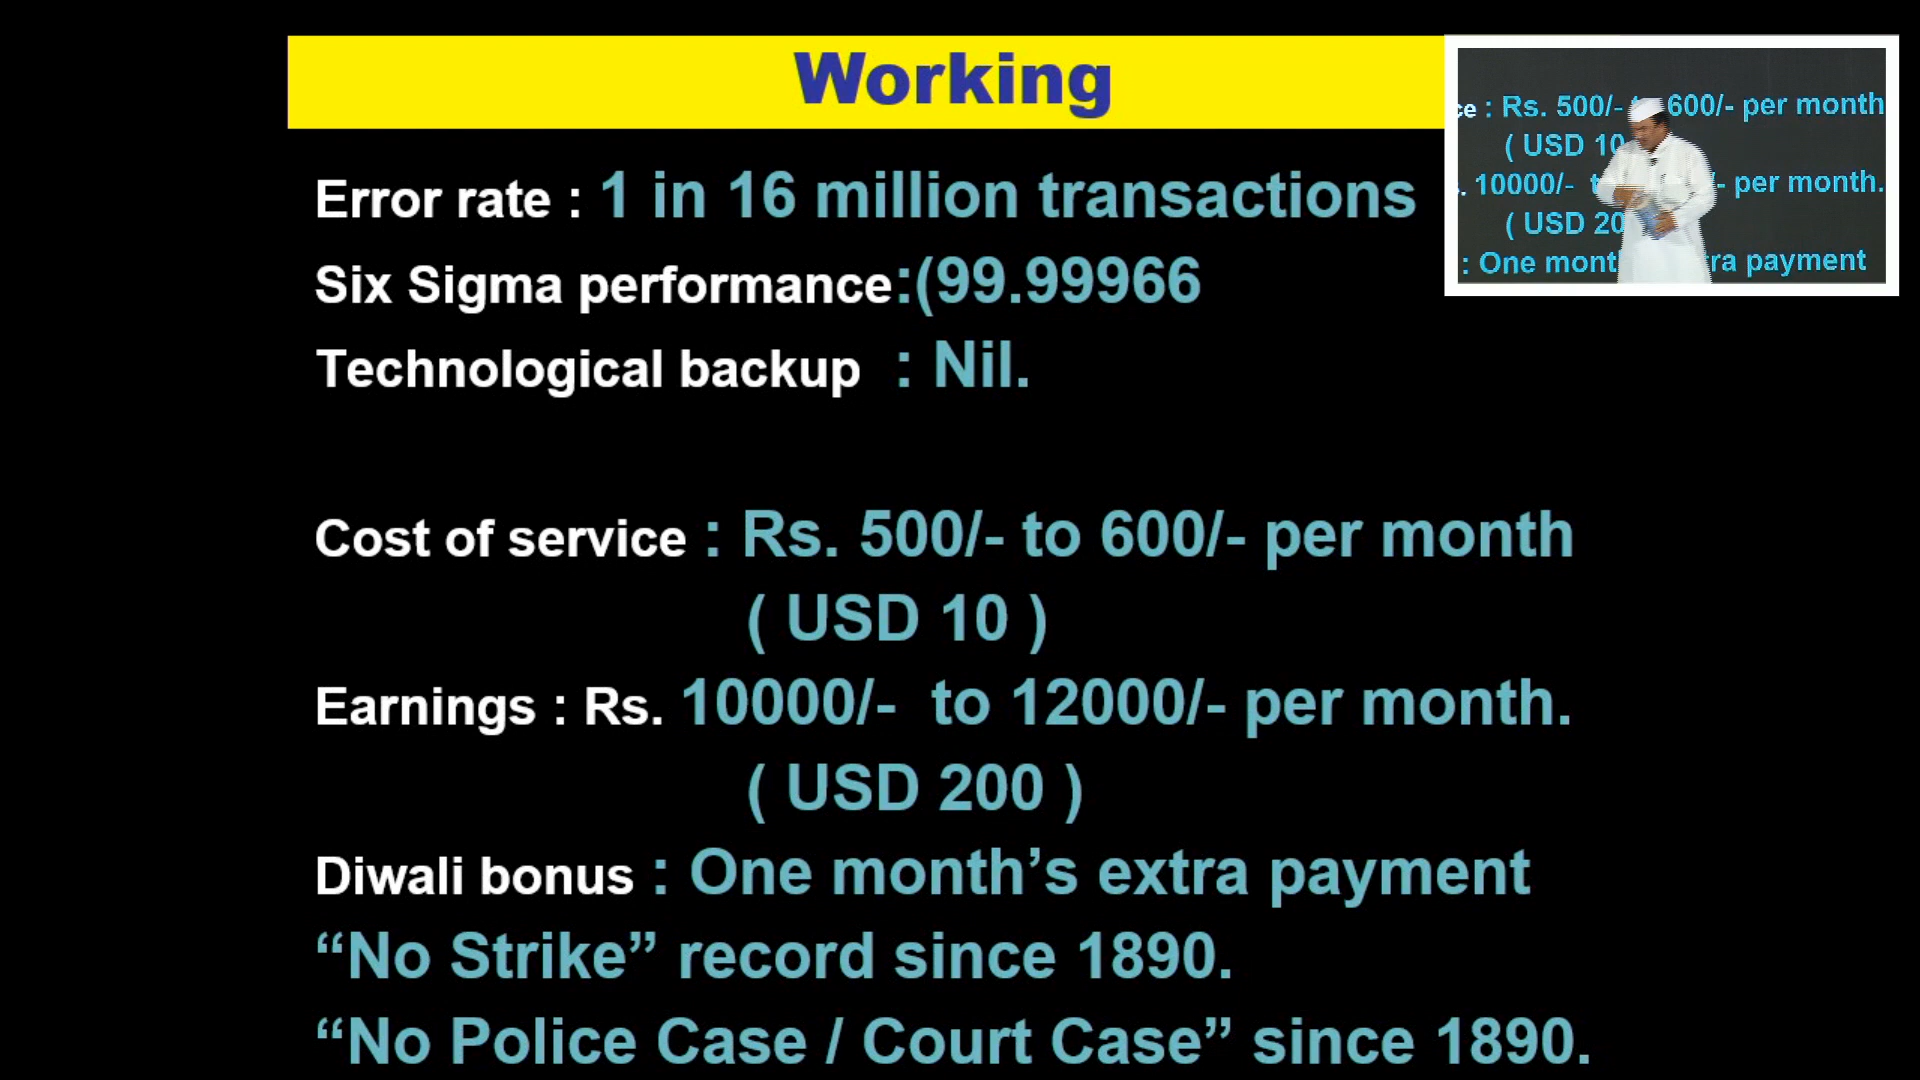 Working
Error rate : 1 in 16 million transactions
Six Sigma performance:(99.99966
Technological backup : Nil.
Cost of service : Rs. 500/- to 600/- per month
( USD 10 )
Earnings : Rs. 10000/- to 12000/- per month.
( USD 200 )
Diwali bonus : One month’s extra payment
“No Strike” record since 1890.
“No Police Case / Court Case” since 1890.
ce : Rs. 500/- 600/- per month
( USD 10
. 10000/- /- per month.
( USD 20
: One mont ra payment